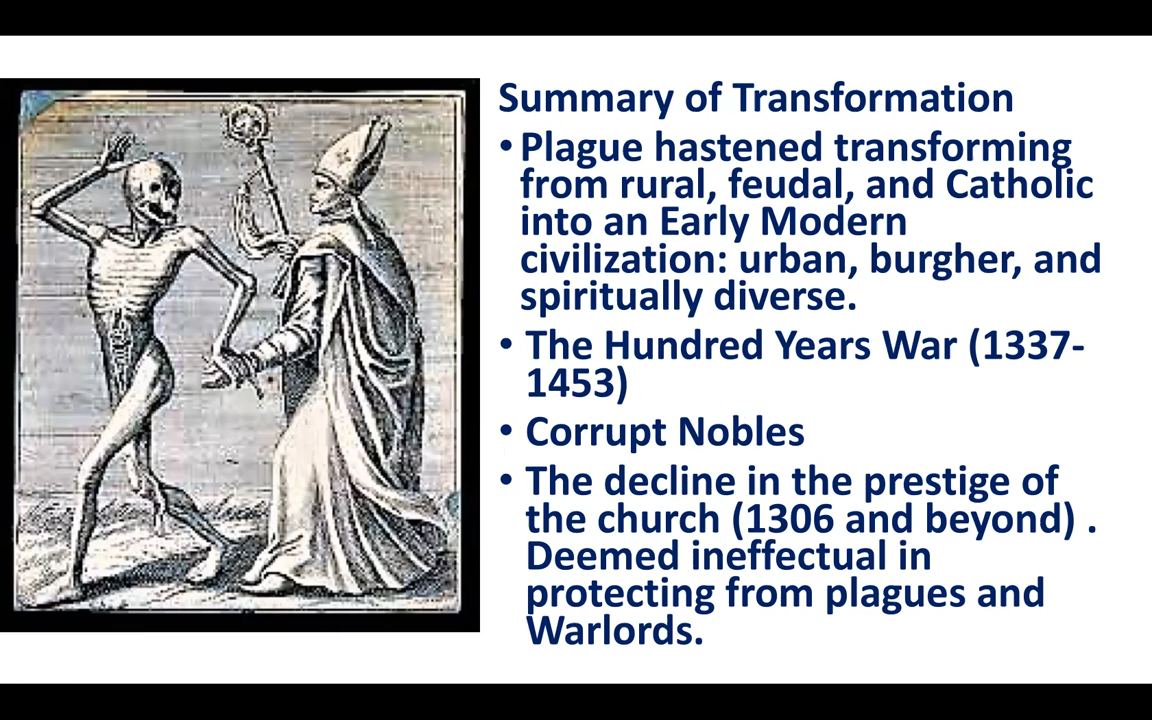 Summary of Transformation
• Plague hastened transforming
from rural, feudal, and Catholic
into an Early Modern
civilization: urban, burgher, and
spiritually diverse.
• The Hundred Years War (1337-
1453)
• Corrupt Nobles
• The decline in the prestige of
the church (1306 and beyond) .
Deemed ineffectual in
protecting from plagues and
Warlords.